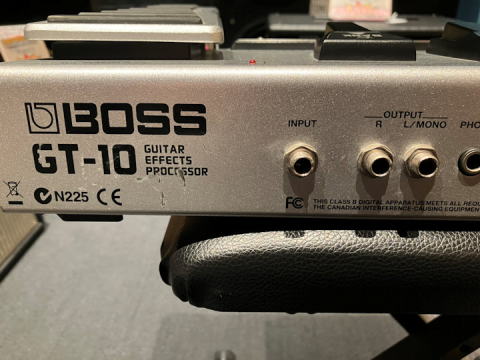 BOSS
GT-10 GUITAR
EFFECTS
PROCESSOR
N225 CE
INPUT
OUTPUT
R L/MONO
PHO
FC
THIS CLASS B DIGITAL APPARATUS MEETS ALL REQU
THE CANADIAN INTERFERENCE-CAUSING EQUIPMEN